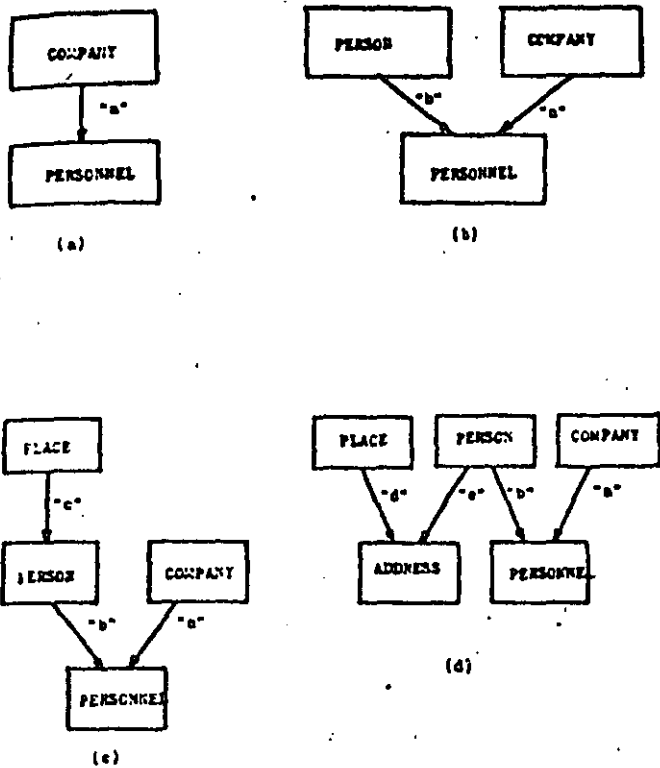 COMPANY
"a"
PERSONNEL
(a)
PERSON COMPANY
"b" "a"
PERSONNEL
(b)
PLACE
"c"
PERSON COMPANY
"b" "a"
PERSONNEL
(c)
PLACE PERSON COMPANY
"d" "e" "b" "a"
ADDRESS PERSONNEL
(d)